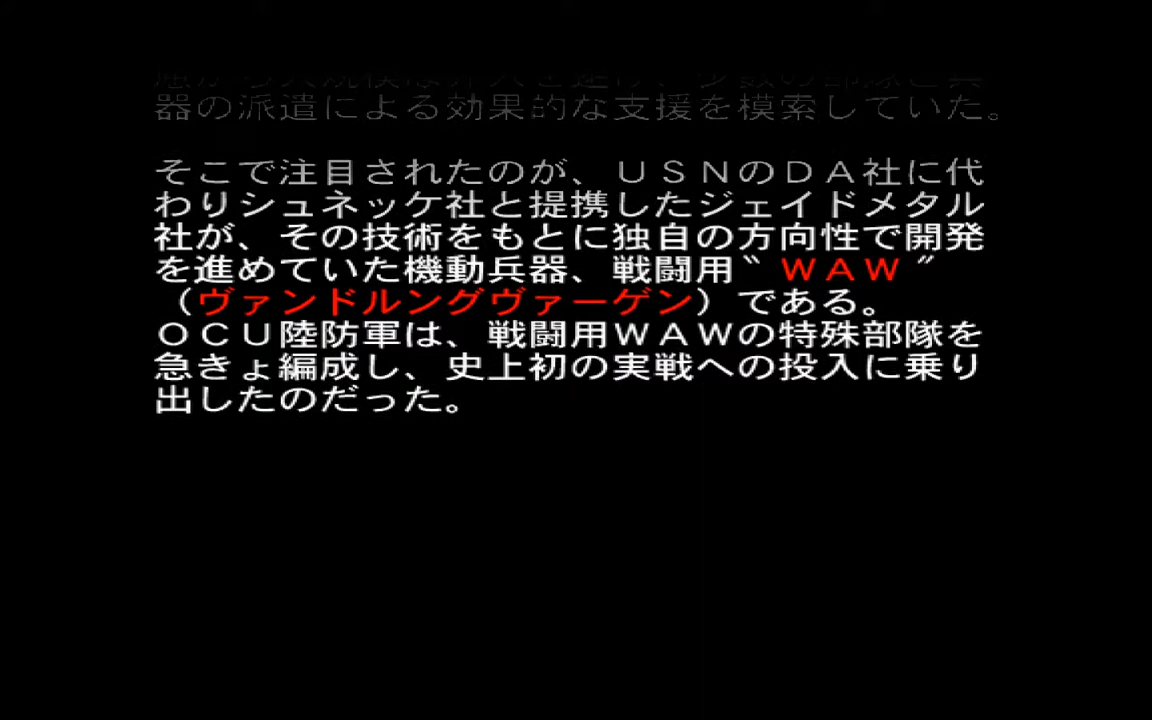 器の派遣による効果的な支援を模索していた。
そこで注目されたのが、ＵＳＮのＤＡ社に代
わりシュネッケ社と提携したジェイドメタル
社が、その技術をもとに独自の方向性で開発
を進めていた機動兵器、戦闘用〝ＷＡＷ〞
（ヴァンドルングヴァーゲン）である。
ＯＣＵ陸防軍は、戦闘用ＷＡＷの特殊部隊を
急きょ編成し、史上初の実戦への投入に乗り
出したのだった。